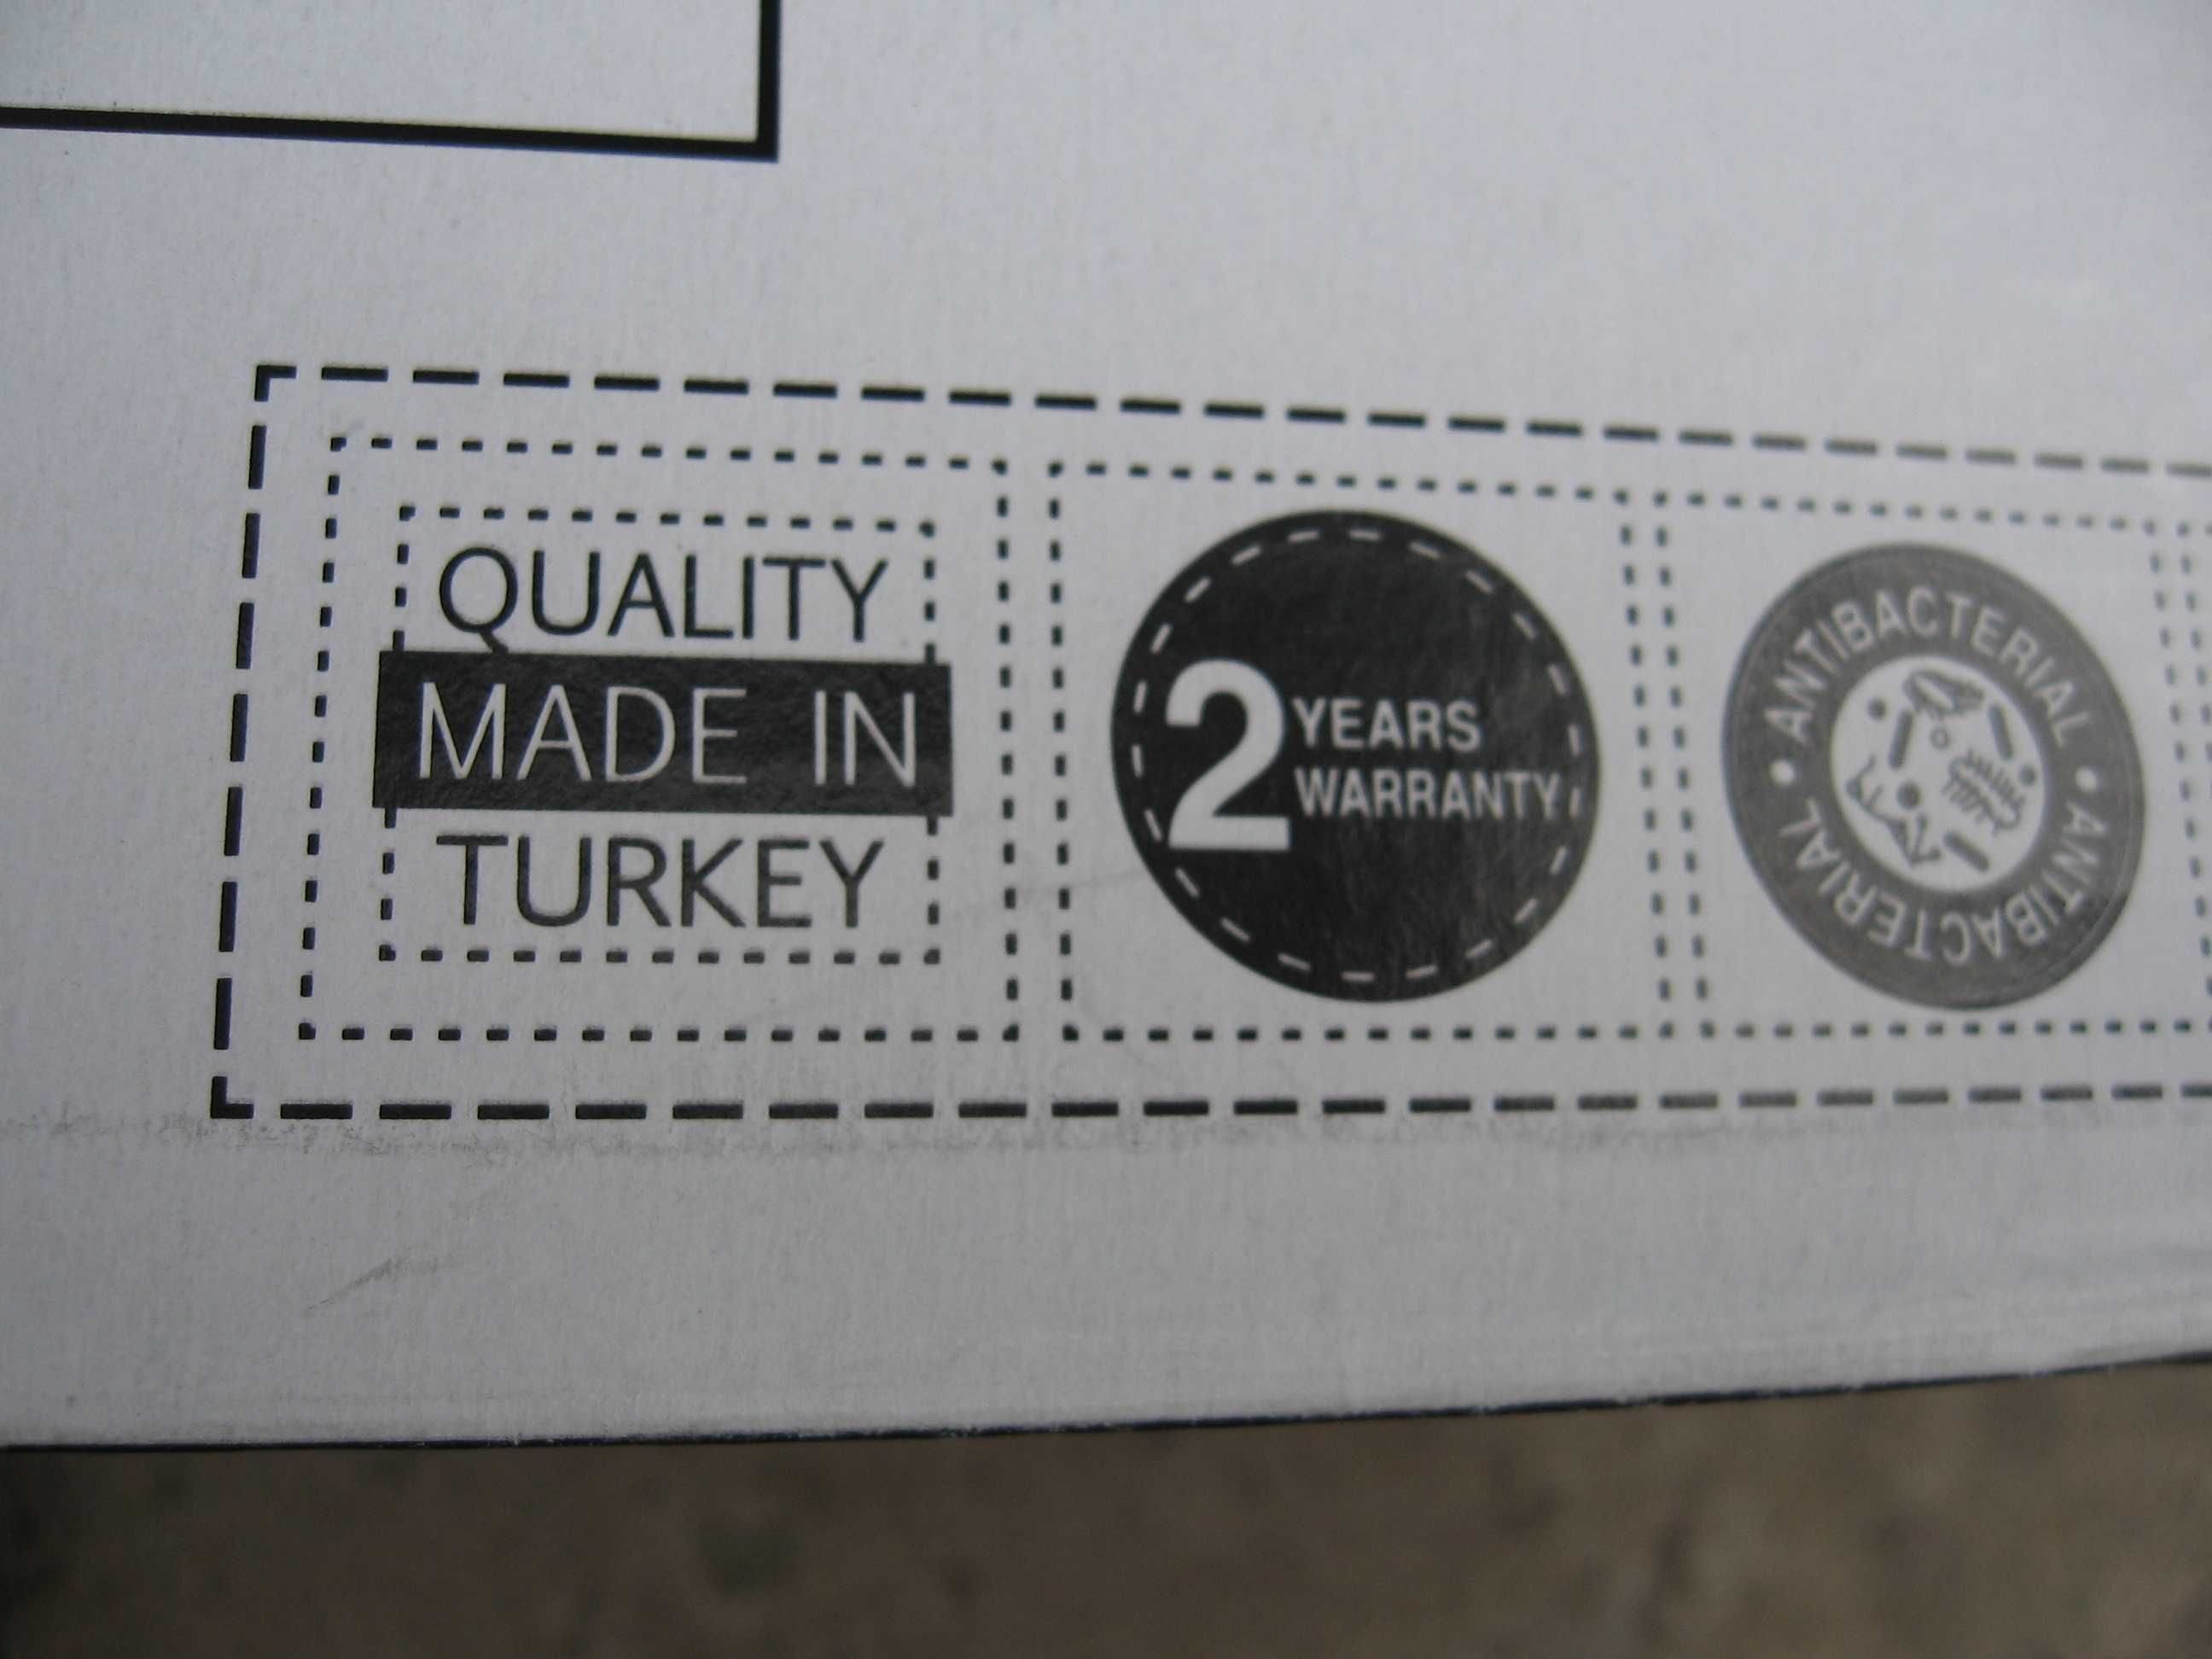 QUALITY
MADE IN
TURKEY
2 YEARS
WARRANTY
• ANTIBACTERIAL • ANTIBACTERIAL